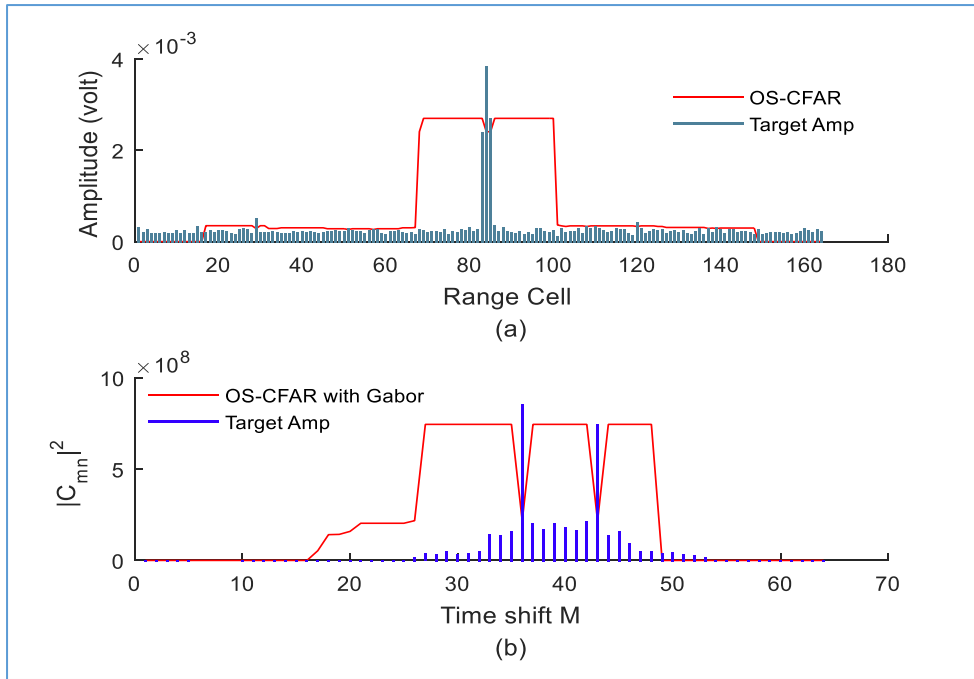 ×10⁻³
4
2
0
Amplitude (volt)
OS-CFAR
Target Amp
0 20 40 60 80 100 120 140 160 180
Range Cell
(a)
×10⁸
10
5
0
|Cₘₙ|²
OS-CFAR with Gabor
Target Amp
0 10 20 30 40 50 60 70
Time shift M
(b)